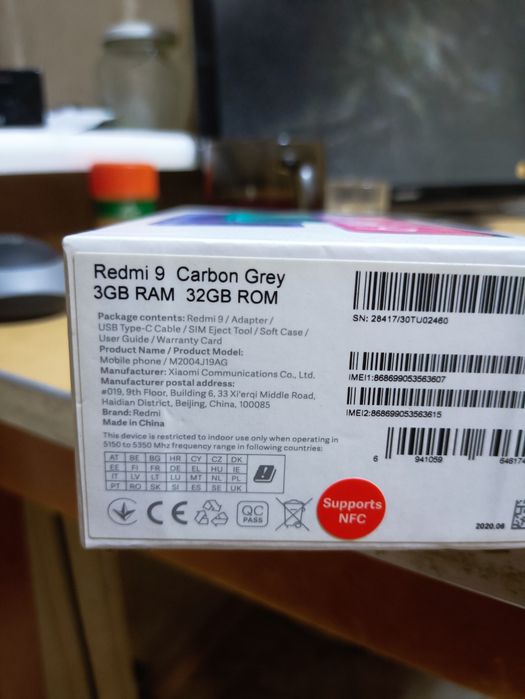 Redmi 9 Carbon Grey
3GB RAM 32GB ROM
Package contents: Redmi 9 / Adapter /
USB Type-C Cable / SIM Eject Tool / Soft Case /
User Guide / Warranty Card
Product Name / Product Model:
Mobile phone / M2004J19AG
Manufacturer: Xiaomi Communications Co., Ltd.
Manufacturer postal address:
#019, 9th Floor, Building 6, 33 Xi'erqi Middle Road,
Haidian District, Beijing, China, 100085
Brand: Redmi
Made in China
This device is restricted to indoor use only when operating in
5150 to 5350 Mhz frequency range in following countries:
AT BE BG HR CY CZ DK
EE FI FR DE EL HU IE
IT LV LT LU MT NL PL
PT RO SK SI ES SE UK
CE
QC
PASS
Supports
NFC
SN: 28417/30TU02460
IMEI1:868699053563607
IMEI2:868699053563615
6 941059
2020.06